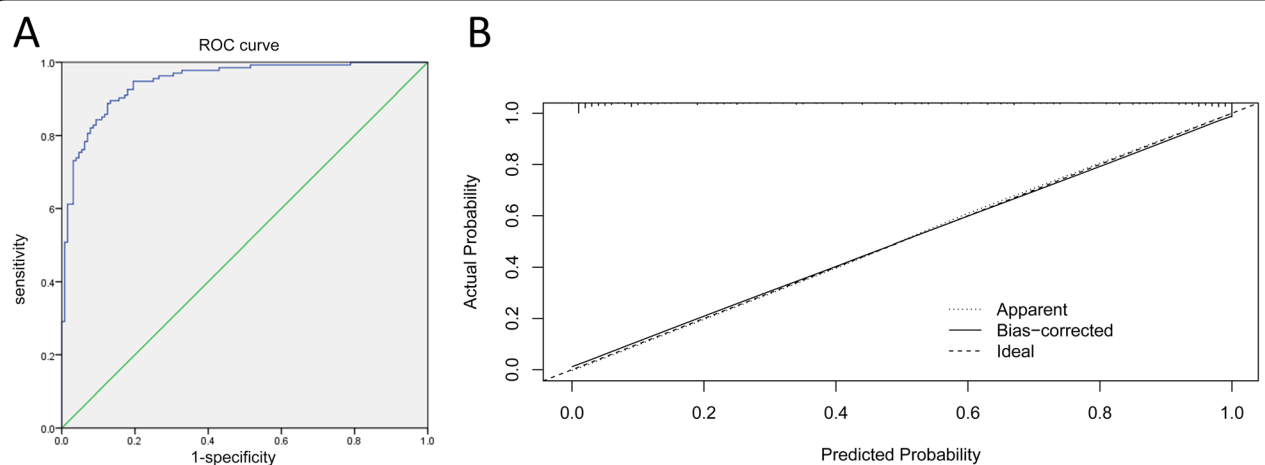 A
ROC curve
1.0
0.8
6
0.4
0.2
0.0
0.0 0.2 0.4 0.6 0.8 1.0
sensitivity
1-specificity
B
1.0
0.8
0.6
0.4
0.2
0.0
Actual Probability
Apparent
Bias-corrected
Ideal
0.0 0.2 0.4 0.6 0.8 1.0
Predicted Probability